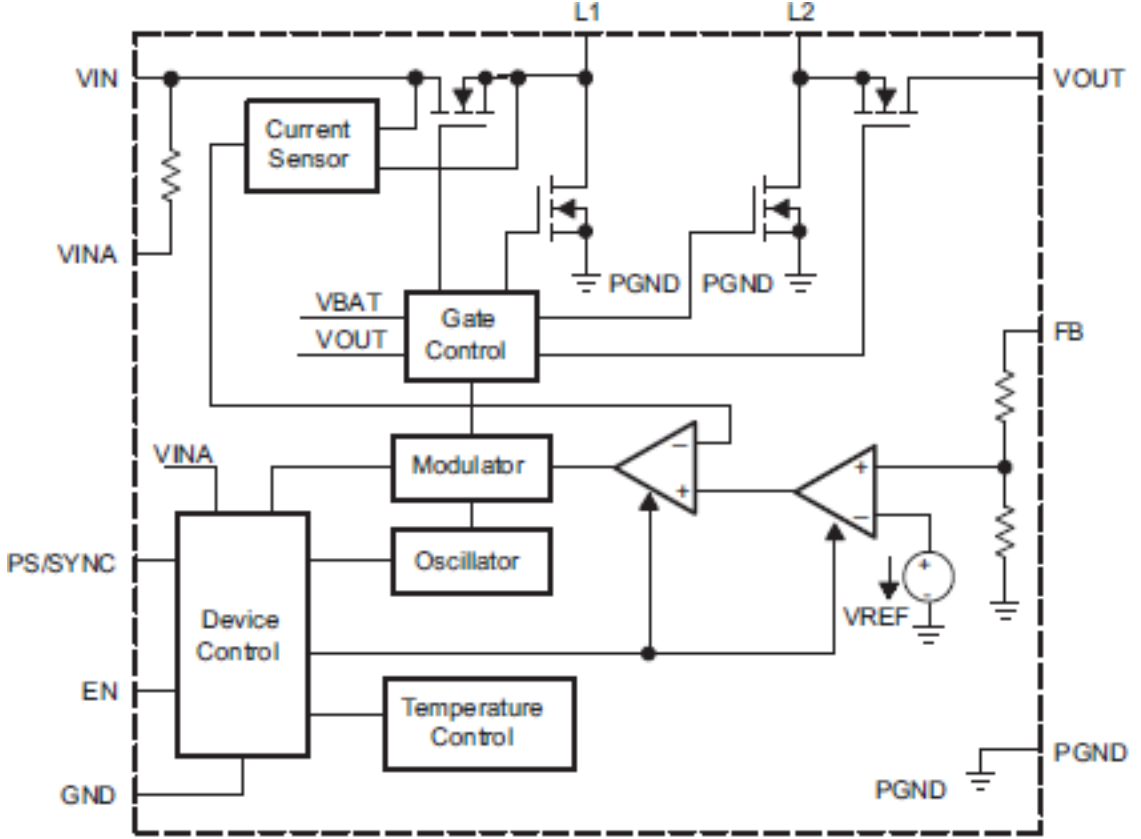 L1
L2
VIN
VOUT
Current
Sensor
VINA
PGND
PGND
VBAT
Gate
VOUT
Control
FB
VINA
Modulator
−
+
+
−
PS/SYNC
Oscillator
+
-
Device
Control
VREF
EN
Temperature
Control
PGND
PGND
GND